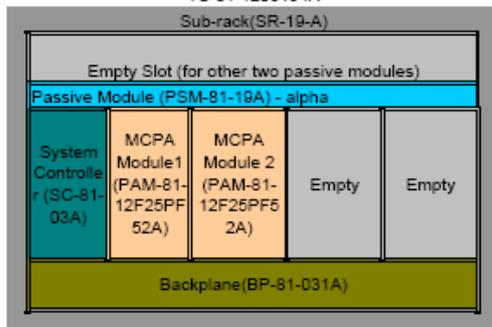 Sub-rack(SR-19-A)
Empty Slot (for other two passive modules)
Passive Module (PSM-81-19A) - alpha
System
Controlle
r (SC-81-
03A)
MCPA
Module1
(PAM-81-
12F25PF
52A)
MCPA
Module 2
(PAM-81-
12F25PF5
2A)
Empty
Empty
Backplane(BP-81-031A)